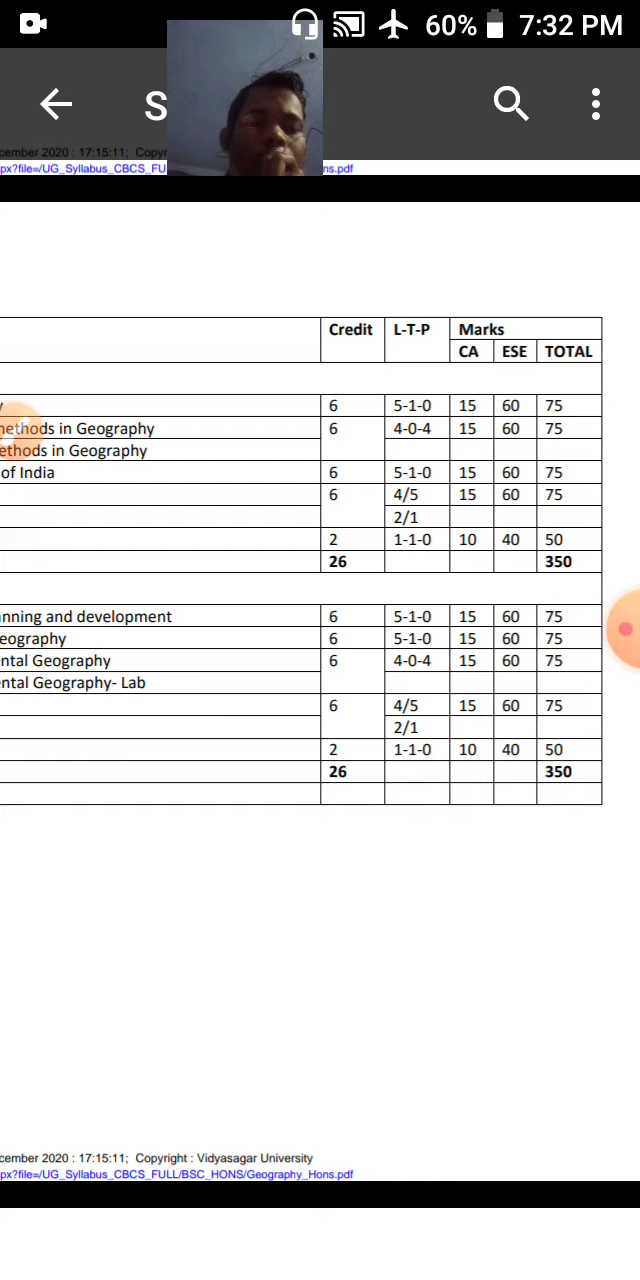 60% 7:32 PM
S
cember 2020 : 17:15:11; Copyr
px?file=/UG_Syllabus_CBCS_FU ns.pdf
Credit L-T-P Marks
CA ESE TOTAL
y 6 5-1-0 15 60 75
nethods in Geography 6 4-0-4 15 60 75
ethods in Geography
of India 6 5-1-0 15 60 75
6 4/5 15 60 75
2/1
2 1-1-0 10 40 50
26 350
anning and development 6 5-1-0 15 60 75
eography 6 5-1-0 15 60 75
ental Geography 6 4-0-4 15 60 75
ental Geography- Lab
6 4/5 15 60 75
2/1
2 1-1-0 10 40 50
26 350
cember 2020 : 17:15:11; Copyright : Vidyasagar University
px?file=/UG_Syllabus_CBCS_FULL/BSC_HONS/Geography_Hons.pdf